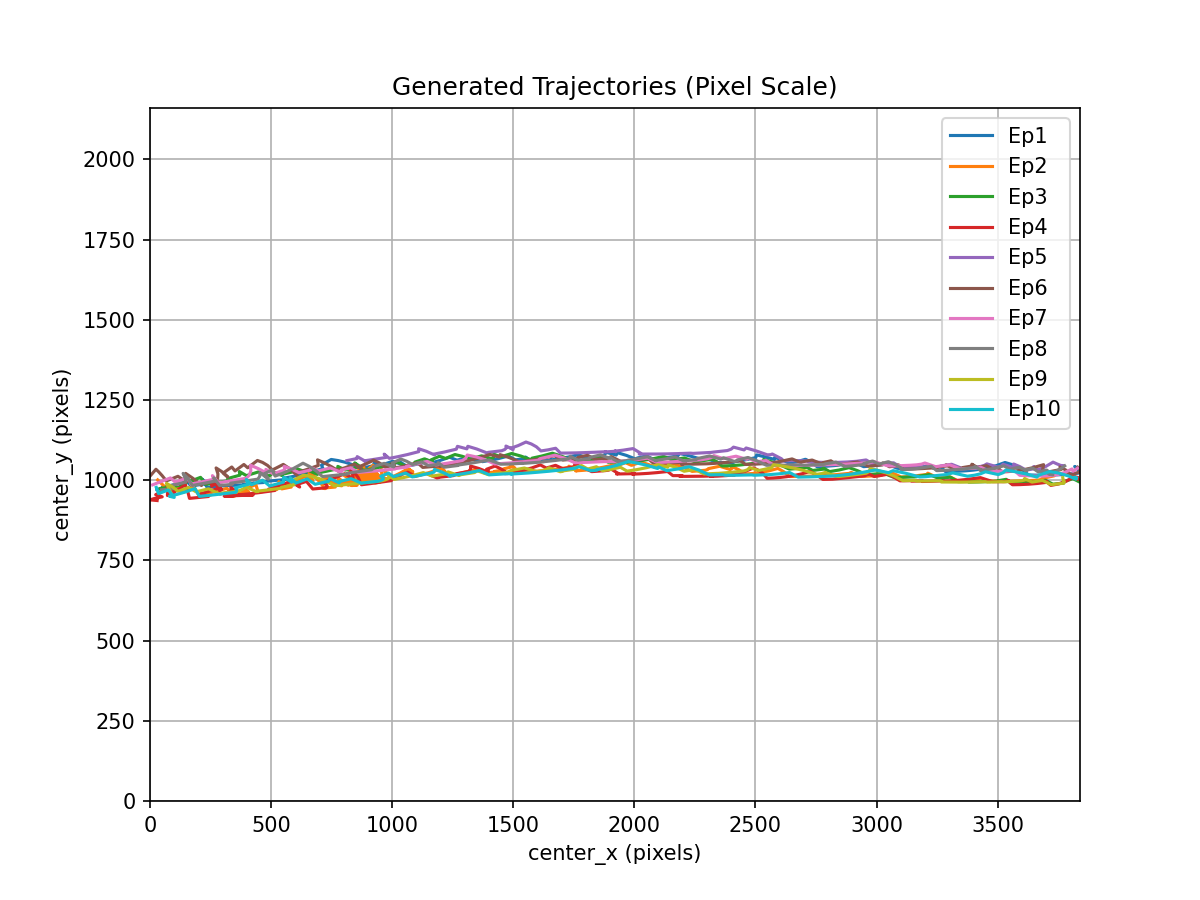 Generated Trajectories (Pixel Scale)
Ep1
Ep2
Ep3
Ep4
Ep5
Ep6
Ep7
Ep8
Ep9
Ep10
center_y (pixels)
2000
1750
1500
1250
1000
750
500
250
0
0 500 1000 1500 2000 2500 3000 3500
center_x (pixels)